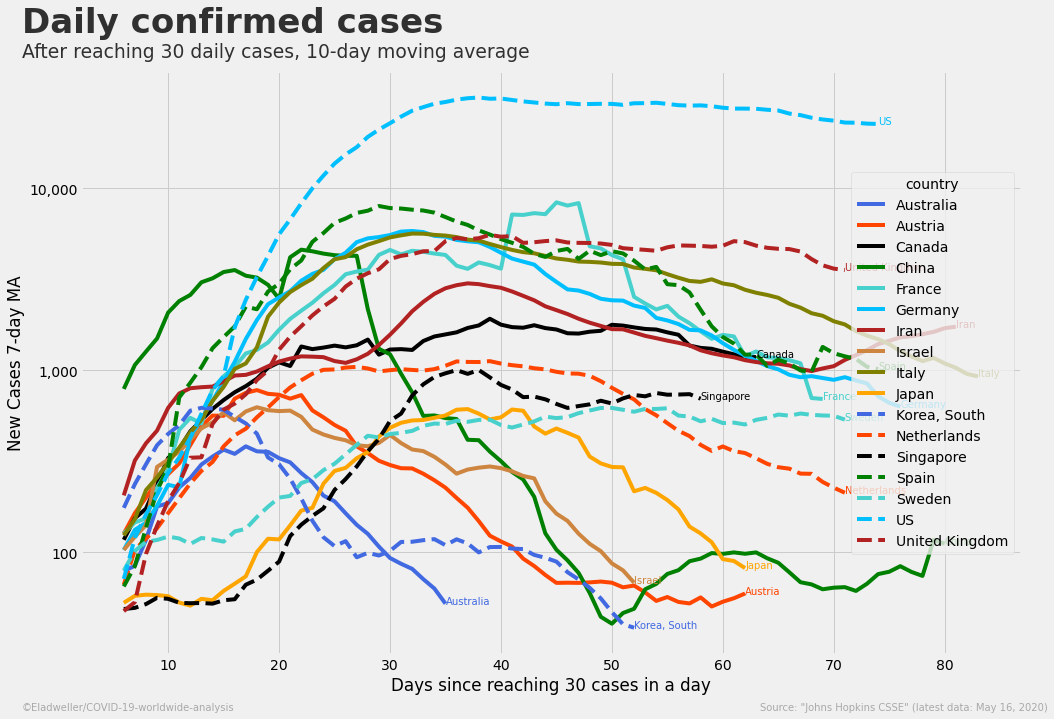 Daily confirmed cases
After reaching 30 daily cases, 10-day moving average
New Cases 7-day MA
10,000
1,000
100
10
20
30
40
50
60
70
80
Days since reaching 30 cases in a day
US
Iran
Canada
Italy
Singapore
France
Germany
Netherlands
Japan
Israel
Austria
Australia
Korea, South
country
Australia
Austria
Canada
China
France
Germany
Iran
Israel
Italy
Japan
Korea, South
Netherlands
Singapore
Spain
Sweden
US
United Kingdom
©Eladweller/COVID-19-worldwide-analysis
Source: "Johns Hopkins CSSE" (latest data: May 16, 2020)